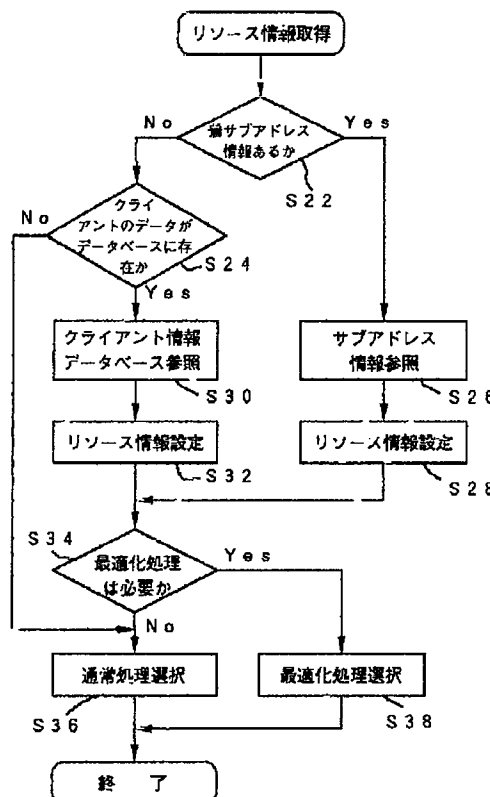 リソース情報取得
No
サブアドレス
情報あるか
Yes
S22
No
クライ
アントのデータが
データベースに存
在か
S24
Yes
クライアント情報
データベース参照
S30
サブアドレス
情報参照
S26
リソース情報設定
S32
リソース情報設定
S28
S34
最適化処理
は必要か
Yes
No
通常処理選択
S36
最適化処理選択
S38
終 了